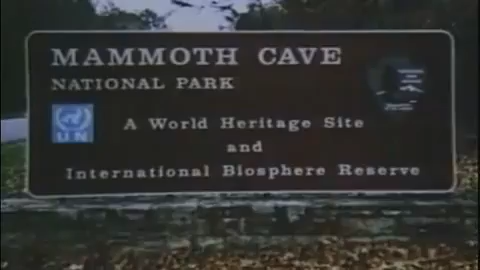 MAMMOTH CAVE
NATIONAL PARK
UN
A World Heritage Site
and
International Biosphere Reserve